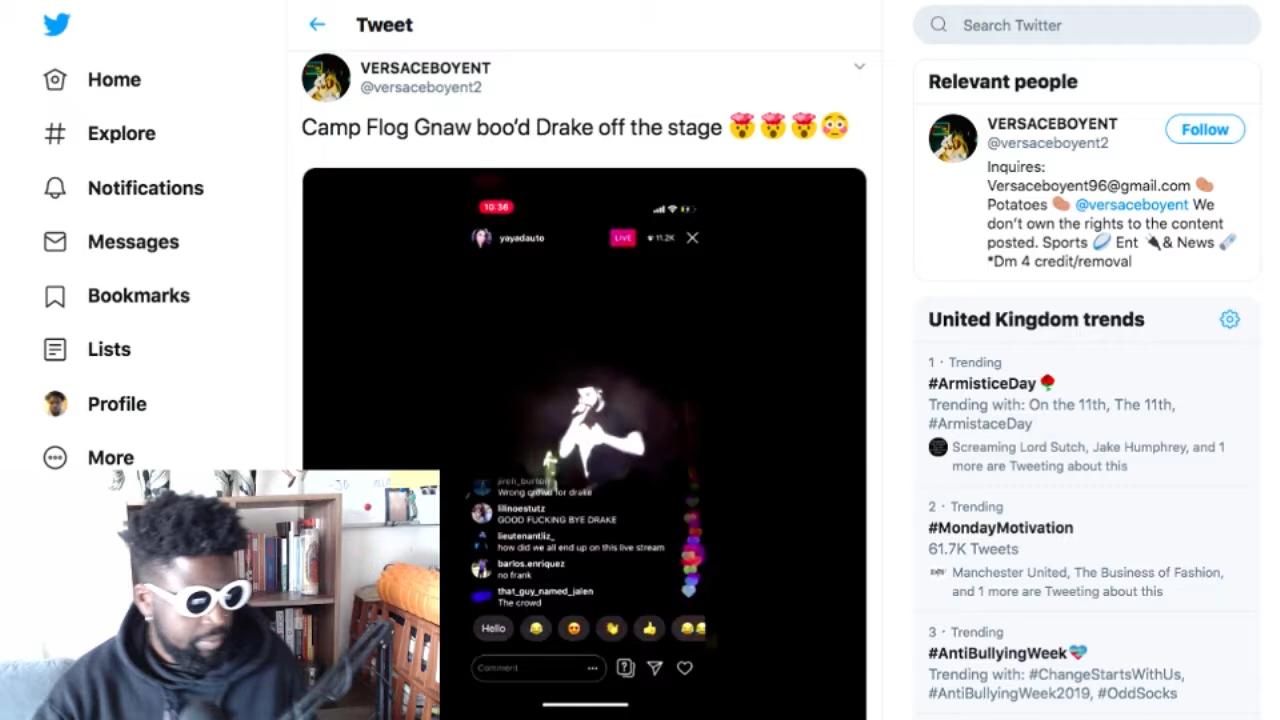 Home
Explore
Notifications
Messages
Bookmarks
Lists
Profile
More
Tweet
VERSACEBOYENT
@versaceboyent2
Camp Flog Gnaw boo'd Drake off the stage 🤯🤯🤯😳
10:36
yayadauto
LIVE 11.2K
jireh_burton
Wrong crowd for drake
lilnoestutz
GOOD FUCKING BYE DRAKE
lieutenantliz_
how did we all end up on this live stream
barlos.enriquez
no frank
that_guy_named_jalen
The crowd
Hello
Comment
Search Twitter
Relevant people
VERSACEBOYENT
@versaceboyent2
Follow
Inquires:
Versaceboyent96@gmail.com 🥔
Potatoes 🥔 @versaceboyent We
don't own the rights to the content
posted. Sports 🏉 Ent 🔌& News 🗞
*Dm 4 credit/removal
United Kingdom trends
1 · Trending
#ArmisticeDay 🌹
Trending with: On the 11th, The 11th,
#ArmistaceDay
Screaming Lord Sutch, Jake Humphrey, and 1
more are Tweeting about this
2 · Trending
#MondayMotivation
61.7K Tweets
Manchester United, The Business of Fashion,
and 1 more are Tweeting about this
3 · Trending
#AntiBullyingWeek
Trending with: #ChangeStartsWithUs,
#AntiBullyingWeek2019, #OddSocks